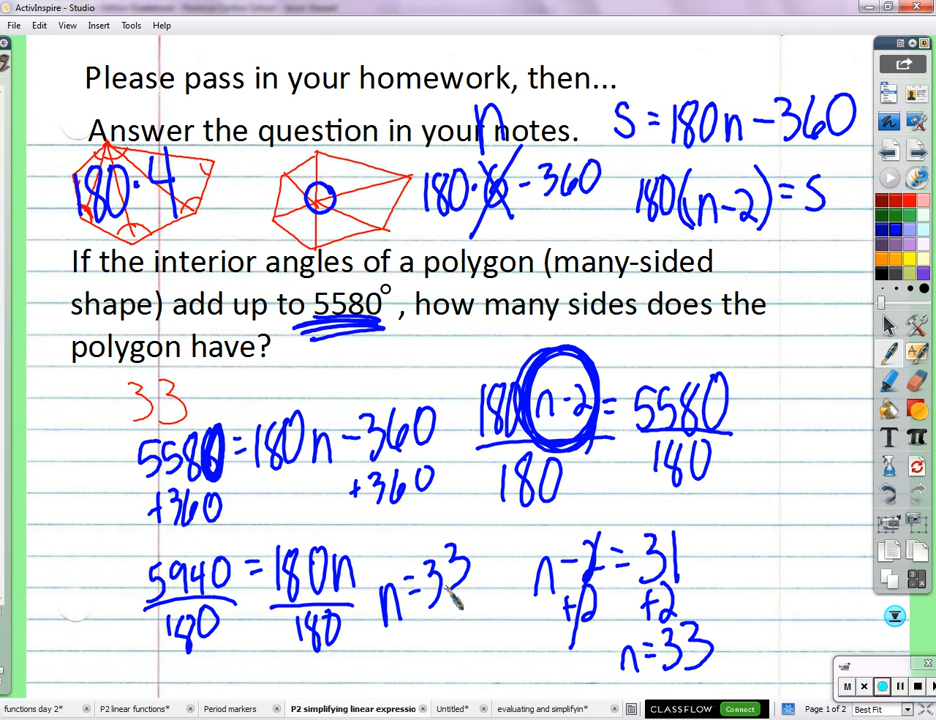 ActivInspire - Studio
File Edit View Insert Tools Help
Please pass in your homework, then...
Answer the question in your notes.
n
S = 180n - 360
180 · 4
180 · 6 - 360
180(n - 2) = S
If the interior angles of a polygon (many-sided
shape) add up to 5580°, how many sides does the
polygon have?
33
5580 = 180n - 360
+360 +360
5940 = 180n
180 180
n = 33
180(n - 2) = 5580
180 180
n - 2 = 31
+2 +2
n = 33
functions day 2* P2 linear functions* Period markers P2 simplifying linear expressio Untitled* evaluating and simplifyin* CLASSFLOW Connect Page 1 of 2 Best Fit